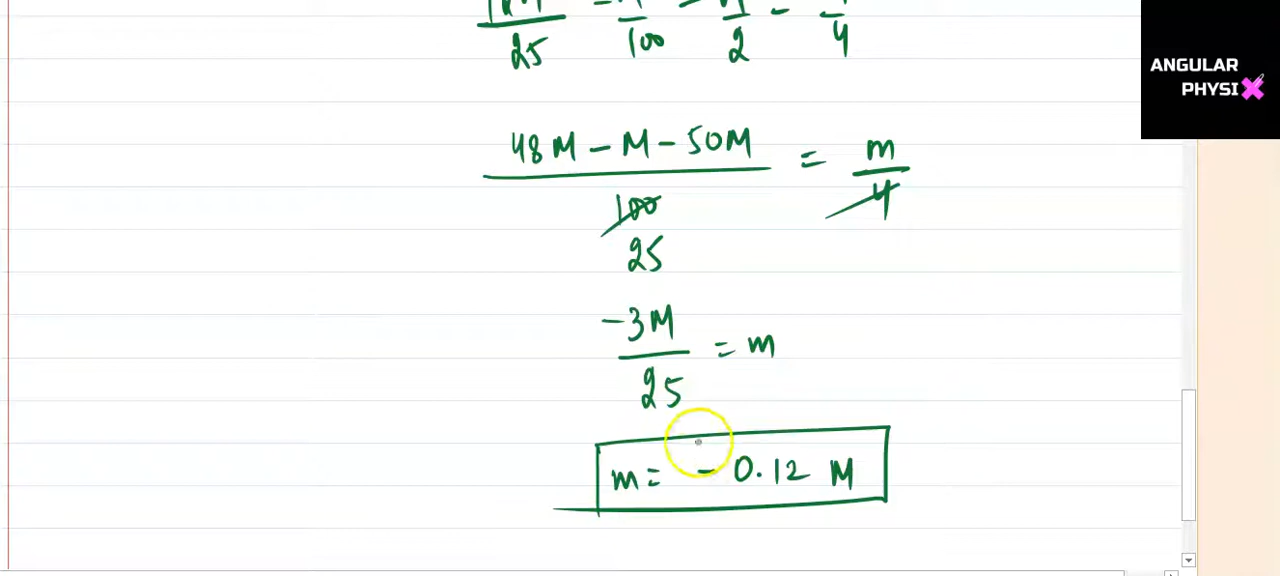 25 100 2 - 4
ANGULAR
PHYSI
48M - M - 50M = m
100 4
25
-3M = m
25
m = - 0.12 M